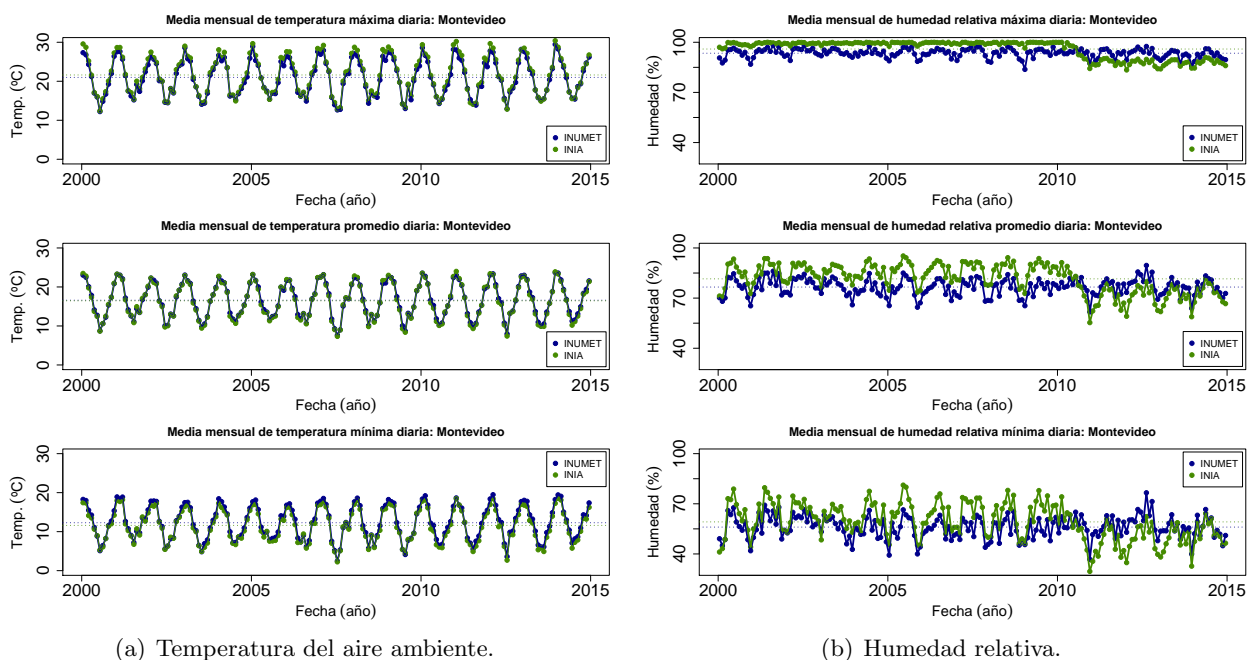 Media mensual de temperatura máxima diaria: Montevideo
Temp. (ºC)
30
20
10
0
INUMET
INIA
2000
2005
2010
2015
Fecha (año)
Media mensual de temperatura promedio diaria: Montevideo
Temp. (ºC)
30
20
10
0
INUMET
INIA
2000
2005
2010
2015
Fecha (año)
Media mensual de temperatura mínima diaria: Montevideo
Temp. (ºC)
30
20
10
0
INUMET
INIA
2000
2005
2010
2015
Fecha (año)
(a) Temperatura del aire ambiente.
Media mensual de humedad relativa máxima diaria: Montevideo
Humedad (%)
100
70
40
INUMET
INIA
2000
2005
2010
2015
Fecha (año)
Media mensual de humedad relativa promedio diaria: Montevideo
Humedad (%)
100
70
40
INUMET
INIA
2000
2005
2010
2015
Fecha (año)
Media mensual de humedad relativa mínima diaria: Montevideo
Humedad (%)
100
70
40
INUMET
INIA
2000
2005
2010
2015
Fecha (año)
(b) Humedad relativa.